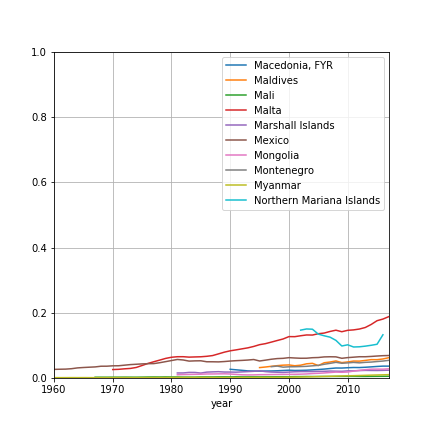 1.0
0.8
0.6
0.4
0.2
0.0
1960 1970 1980 1990 2000 2010
year
Macedonia, FYR
Maldives
Mali
Malta
Marshall Islands
Mexico
Mongolia
Montenegro
Myanmar
Northern Mariana Islands